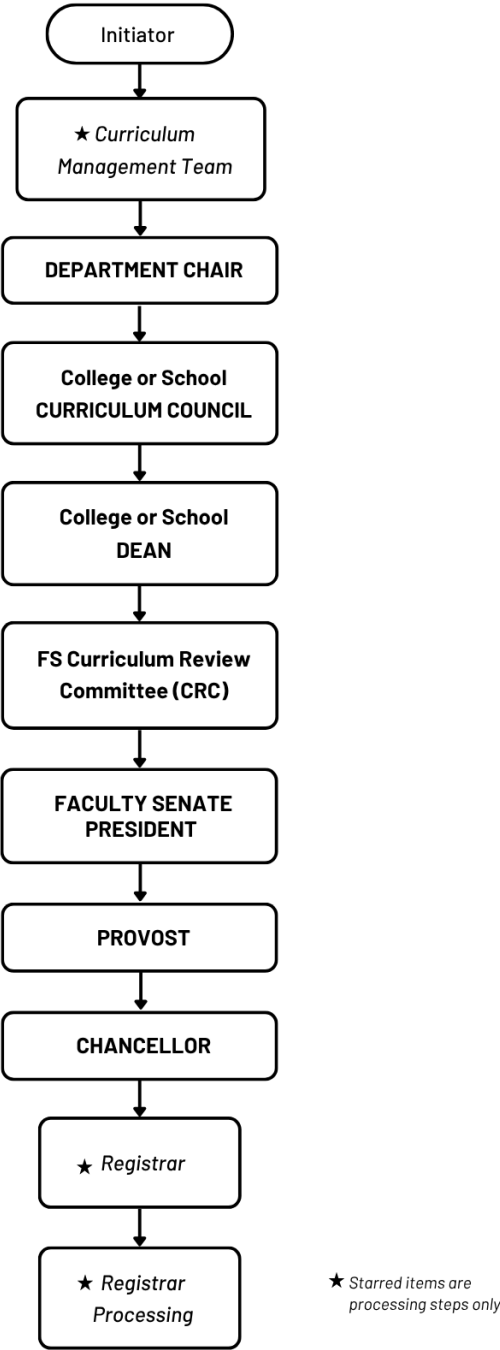 Initiator
★ Curriculum
Management Team
DEPARTMENT CHAIR
College or School
CURRICULUM COUNCIL
College or School
DEAN
FS Curriculum Review
Committee (CRC)
FACULTY SENATE
PRESIDENT
PROVOST
CHANCELLOR
★ Registrar
★ Registrar
Processing
★ Starred items are
processing steps only